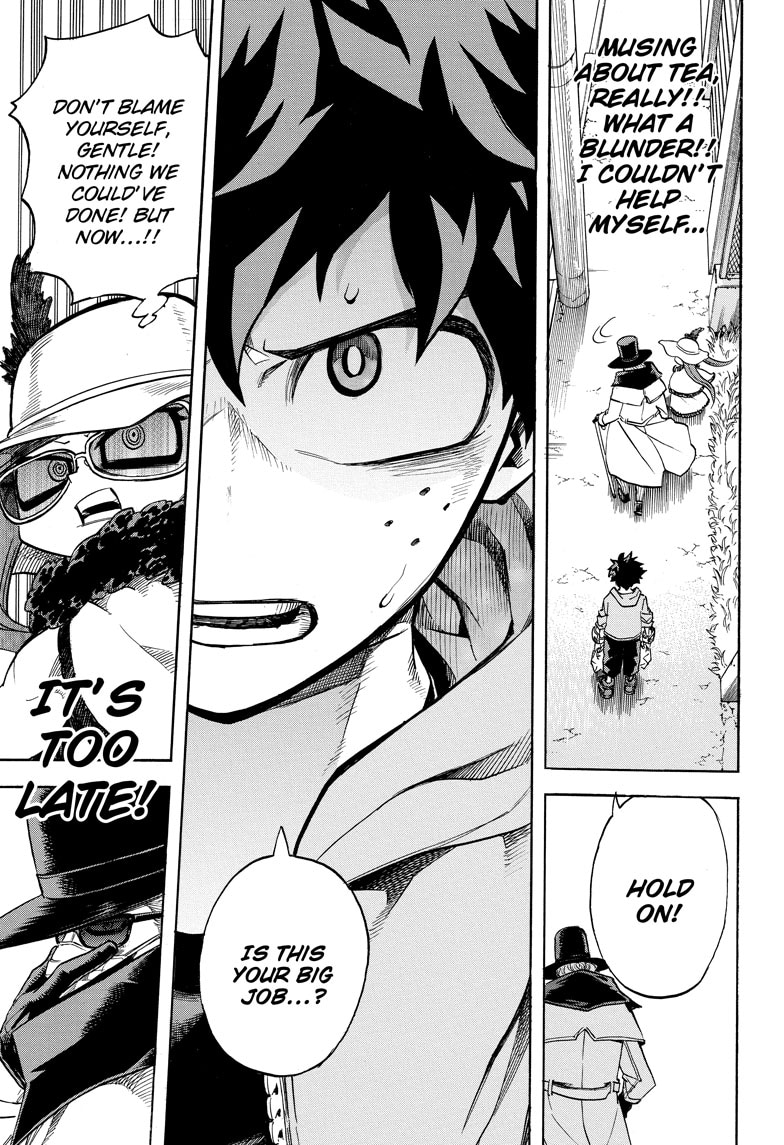 MUSING
ABOUT TEA,
REALLY!!
WHAT A
BLUNDER!!
I COULDN'T
HELP
MYSELF...
HOLD
ON!
IS THIS
YOUR BIG
JOB...?
DON'T BLAME
YOURSELF,
GENTLE!
NOTHING WE
COULD'VE
DONE! BUT
NOW...!!
IT'S
TOO
LATE!